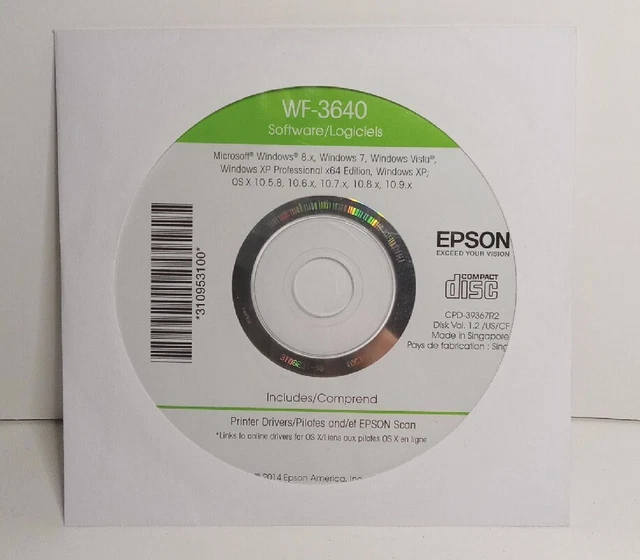 WF-3640
Software/Logiciels
Microsoft® Windows® 8.x, Windows 7, Windows Vista®,
Windows XP Professional x64 Edition, Windows XP;
OS X 10.5.8, 10.6.x, 10.7.x, 10.8.x, 10.9.x
*310953100*
EPSON
EXCEED YOUR VISION
COMPACT
disc
CPD-39367R2
Disk Vol. 1.2 /US/CF
Made in Singapore
Pays de fabrication : Sing
Includes/Comprend
Printer Drivers/Pilotes and/et EPSON Scan
*Links to online drivers for OS X/Liens aux pilotes OS X en ligne
2014 Epson America, Inc